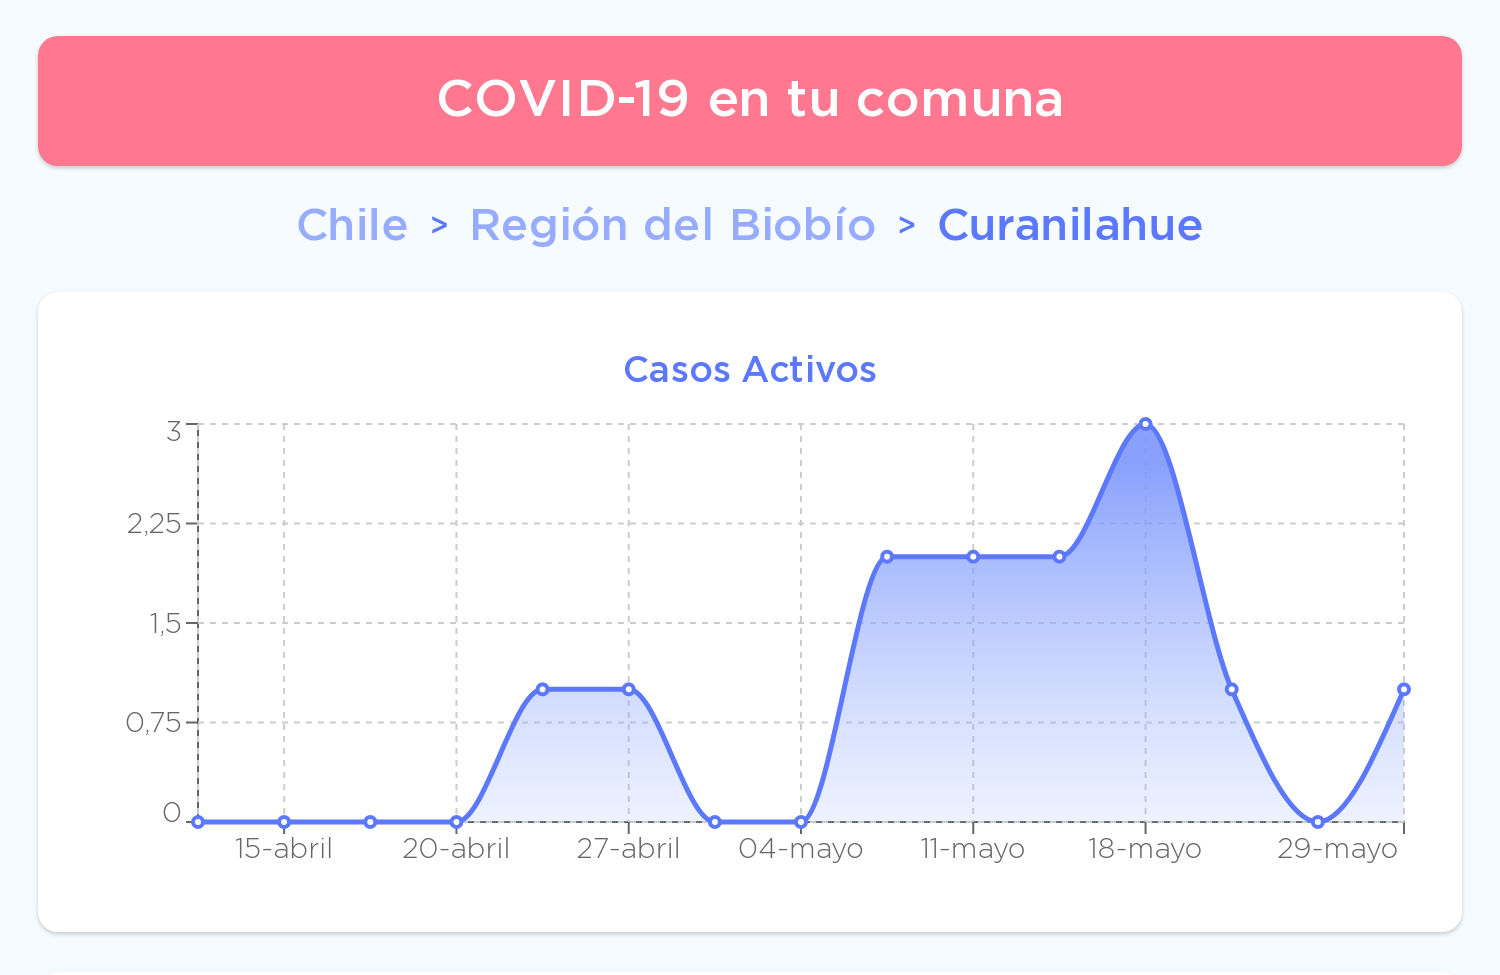 COVID-19 en tu comuna
Chile > Región del Biobío > Curanilahue
Casos Activos
3
2,25
1,5
0,75
0
15-abril 20-abril 27-abril 04-mayo 11-mayo 18-mayo 29-mayo